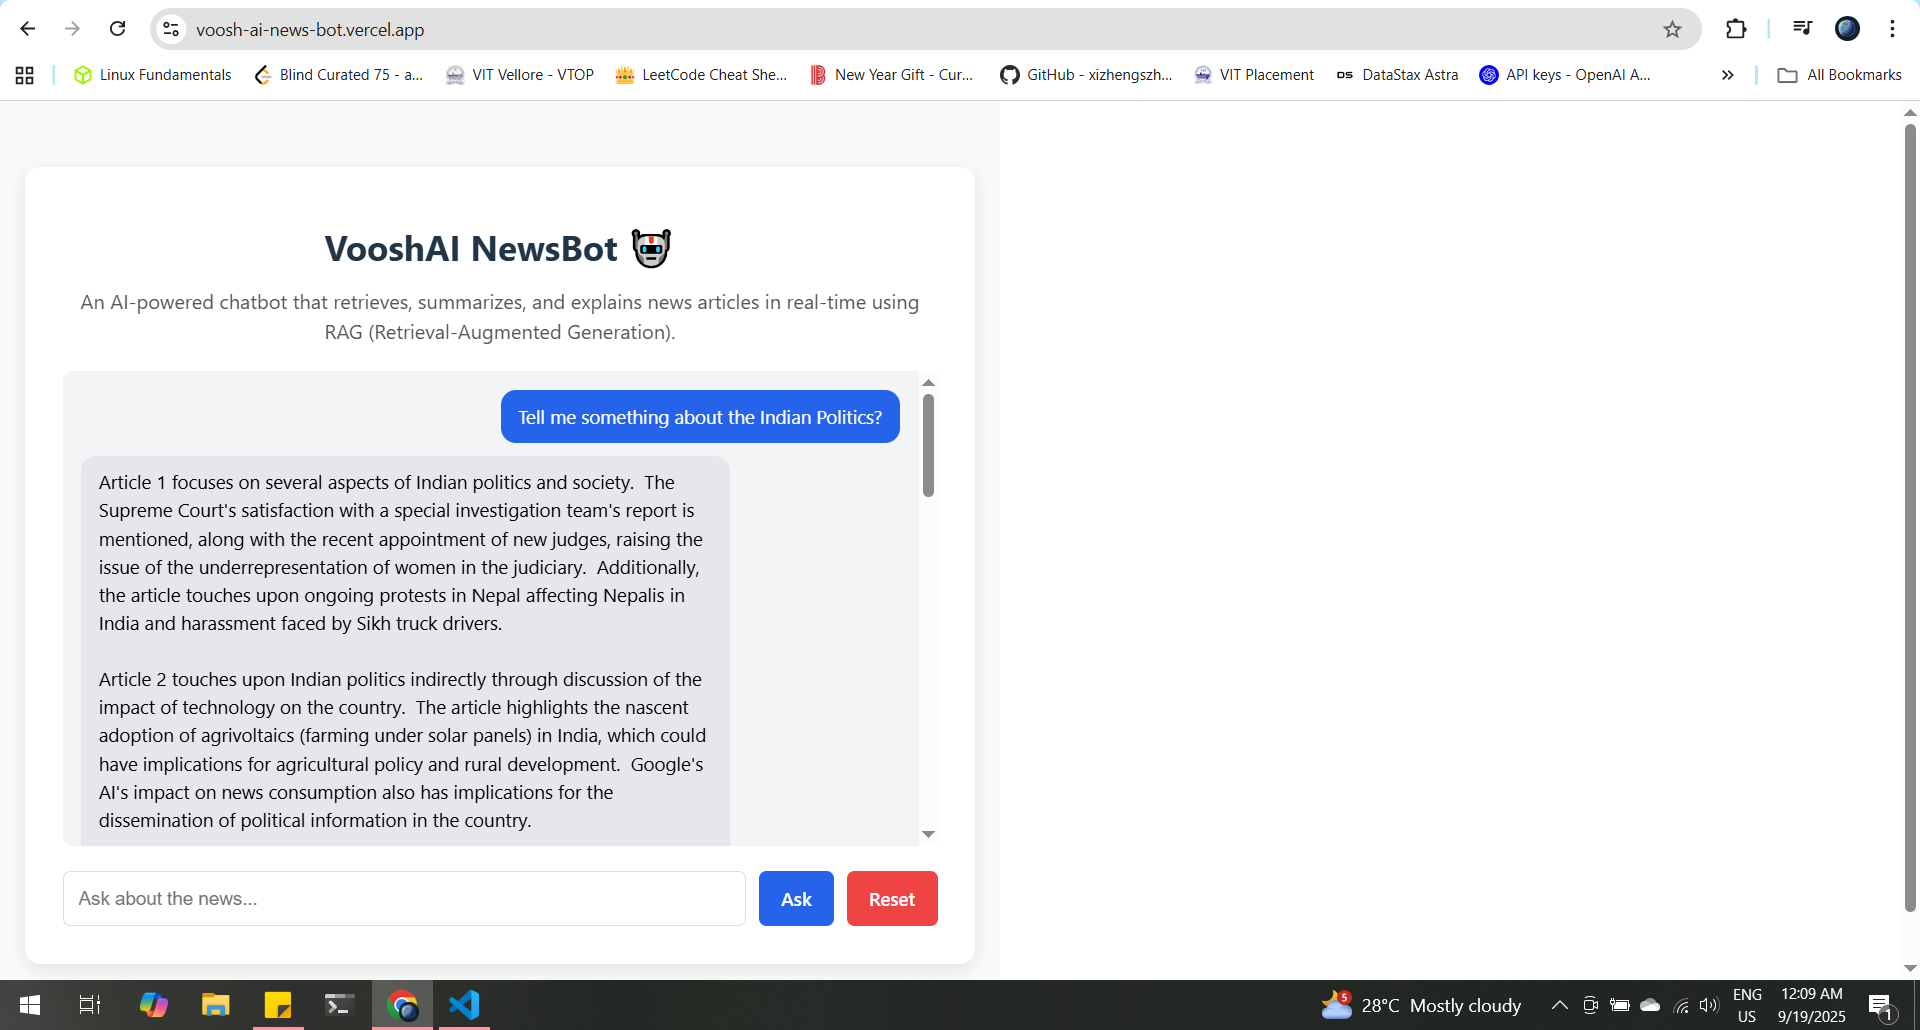 voosh-ai-news-bot.vercel.app
Linux Fundamentals
Blind Curated 75 - a...
VIT Vellore - VTOP
LeetCode Cheat She...
New Year Gift - Cur...
GitHub - xizhengszh...
VIT Placement
DS DataStax Astra
API keys - OpenAI A...
All Bookmarks
VooshAI NewsBot
An AI-powered chatbot that retrieves, summarizes, and explains news articles in real-time using
RAG (Retrieval-Augmented Generation).
Tell me something about the Indian Politics?
Article 1 focuses on several aspects of Indian politics and society. The
Supreme Court's satisfaction with a special investigation team's report is
mentioned, along with the recent appointment of new judges, raising the
issue of the underrepresentation of women in the judiciary. Additionally,
the article touches upon ongoing protests in Nepal affecting Nepalis in
India and harassment faced by Sikh truck drivers.
Article 2 touches upon Indian politics indirectly through discussion of the
impact of technology on the country. The article highlights the nascent
adoption of agrivoltaics (farming under solar panels) in India, which could
have implications for agricultural policy and rural development. Google's
AI's impact on news consumption also has implications for the
dissemination of political information in the country.
Ask about the news...
Ask
Reset
5
28°C Mostly cloudy
ENG
US
12:09 AM
9/19/2025
1